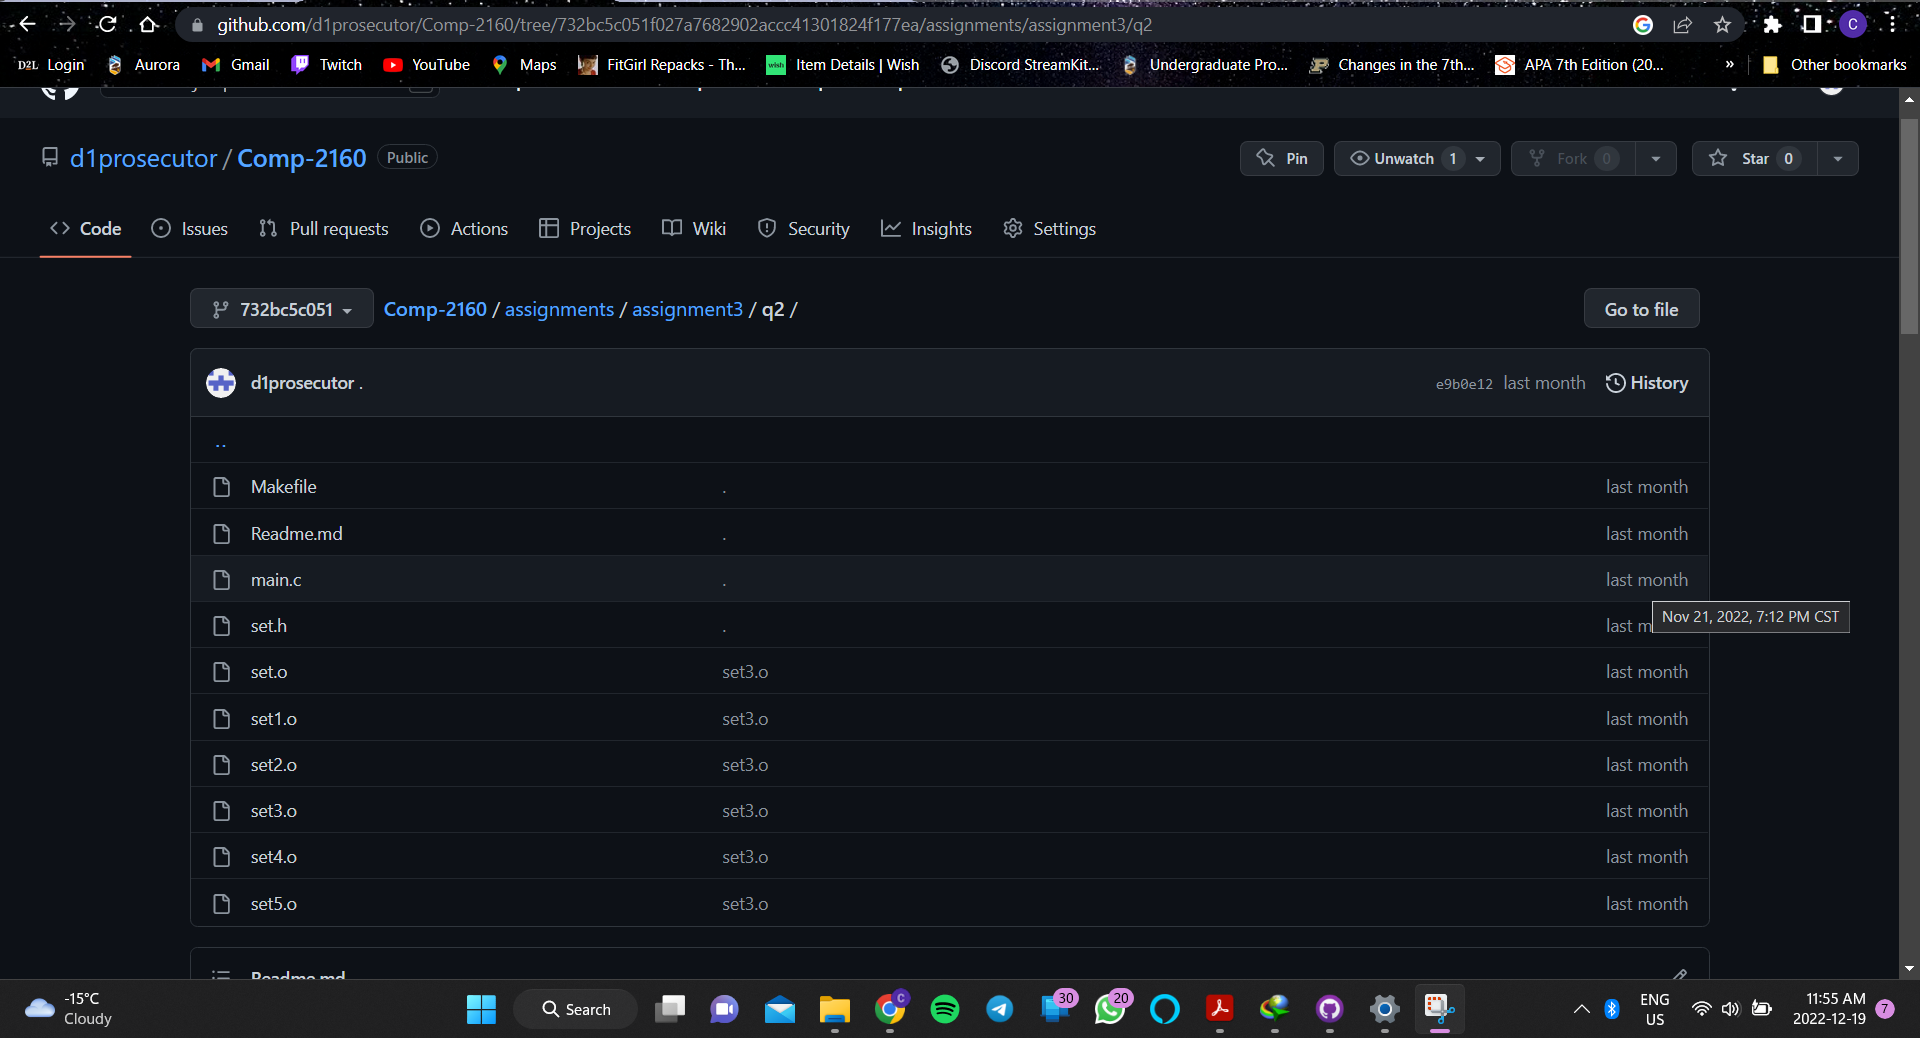 github.com/d1prosecutor/Comp-2160/tree/732bc5c051f027a7682902accc41301824f177ea/assignments/assignment3/q2
C
D2L Login Aurora Gmail Twitch YouTube Maps FitGirl Repacks - Th... wish Item Details | Wish Discord StreamKit... Undergraduate Pro... Changes in the 7th... APA 7th Edition (20... » Other bookmarks
d1prosecutor / Comp-2160 Public Pin Unwatch 1 Fork 0 Star 0
Code Issues Pull requests Actions Projects Wiki Security Insights Settings
732bc5c051 Comp-2160 / assignments / assignment3 / q2 / Go to file
d1prosecutor . e9b0e12 last month History
..
Makefile . last month
Readme.md . last month
main.c . last month
Nov 21, 2022, 7:12 PM CST
set.h . last m
set.o set3.o last month
set1.o set3.o last month
set2.o set3.o last month
set3.o set3.o last month
set4.o set3.o last month
set5.o set3.o last month
Readme.md
-15°C
Cloudy
Search
C
30
20
ENG
US
11:55 AM
2022-12-19
7